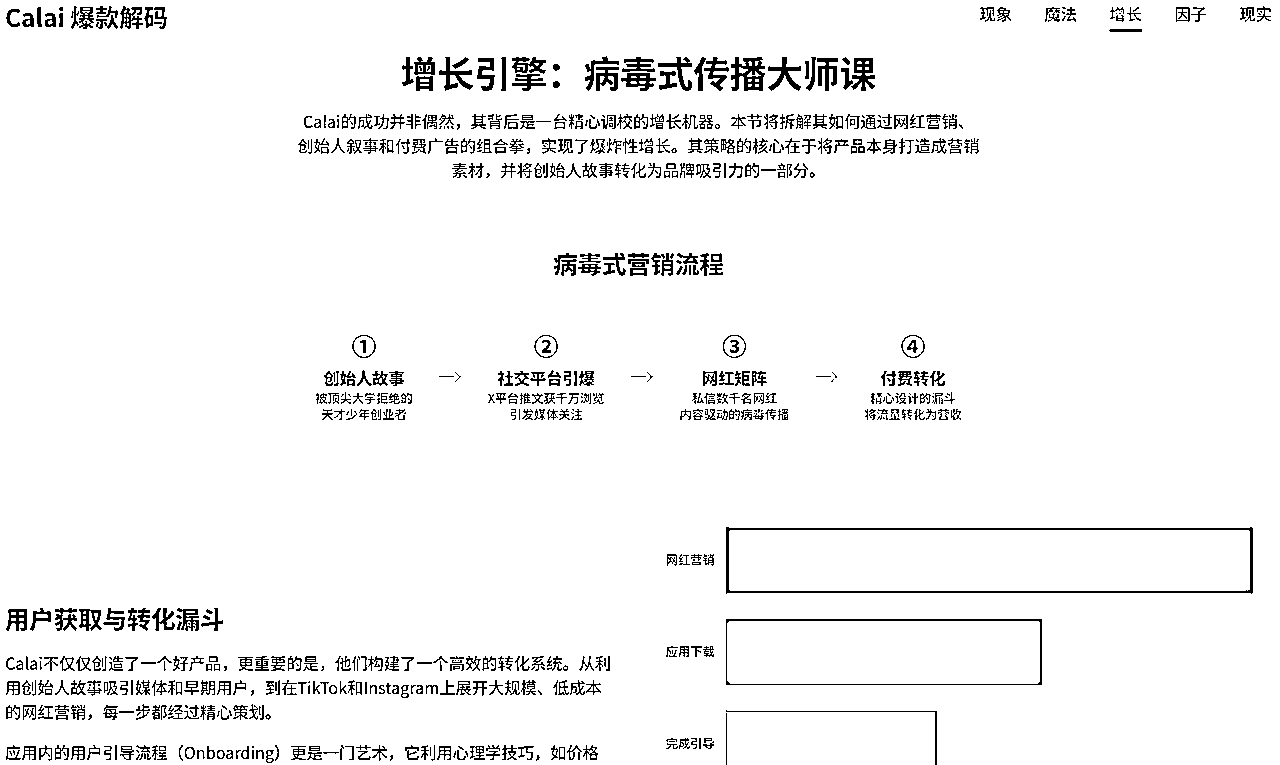 Calai 爆款解码
现象 魔法 增长 因子 现实
增长引擎：病毒式传播大师课
Calai的成功并非偶然，其背后是一台精心调校的增长机器。本节将拆解其如何通过网红营销、
创始人叙事和付费广告的组合拳，实现了爆炸性增长。其策略的核心在于将产品本身打造成营销
素材，并将创始人故事转化为品牌吸引力的一部分。
病毒式营销流程
① → ② → ③ → ④
创始人故事 社交平台引爆 网红矩阵 付费转化
被顶尖大学拒绝的 X平台推文获千万浏览 私信数千名网红 精心设计的漏斗
天才少年创业者 引发媒体关注 内容驱动的病毒传播 将流量转化为营收
网红营销
应用下载
完成引导
用户获取与转化漏斗
Calai不仅仅创造了一个好产品，更重要的是，他们构建了一个高效的转化系统。从利
用创始人故事吸引媒体和早期用户，到在TikTok和Instagram上展开大规模、低成本
的网红营销，每一步都经过精心策划。
应用内的用户引导流程（Onboarding）更是一门艺术，它利用心理学技巧，如价格